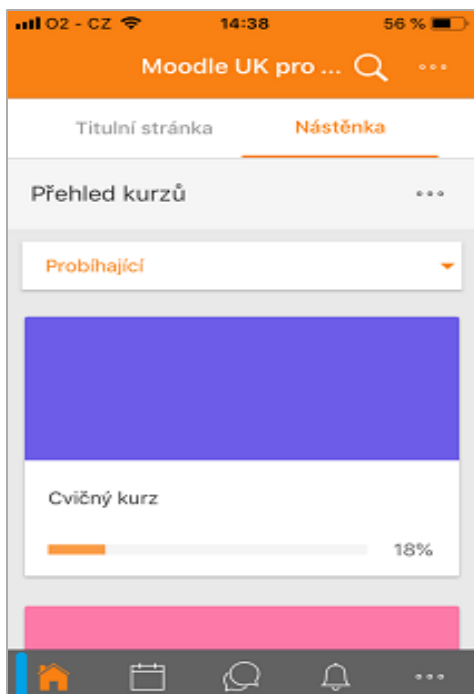 O2 - CZ 14:38 56 %
Moodle UK pro ...
Titulní stránka Nástěnka
Přehled kurzů
Probíhající
Cvičný kurz
18%